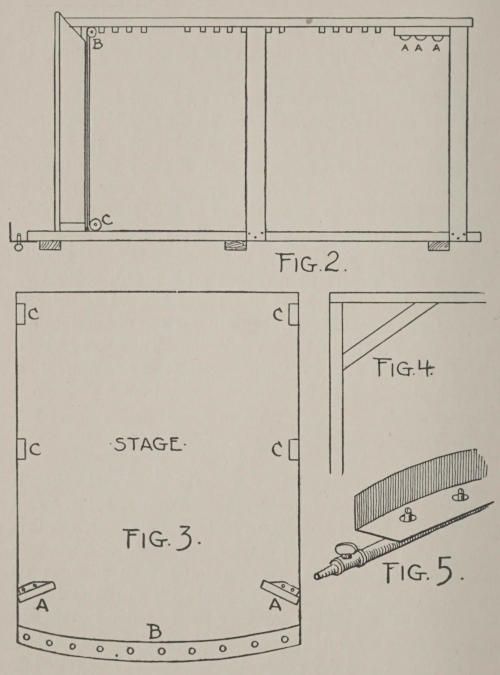 B
A A A
C
FIG. 2.
C C
C ·STAGE· C
FIG. 3.
A A
B
FIG. 4.
FIG. 5.